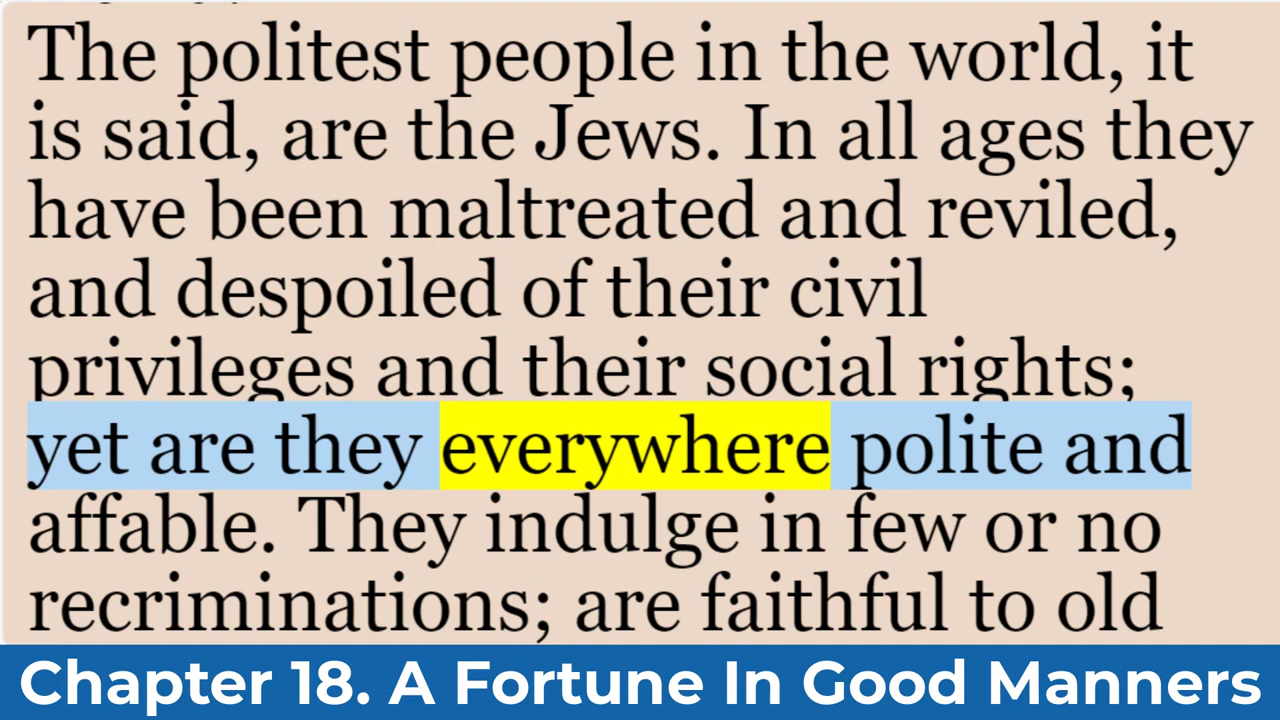 The politest people in the world, it
is said, are the Jews. In all ages they
have been maltreated and reviled,
and despoiled of their civil
privileges and their social rights;
yet are they everywhere polite and
affable. They indulge in few or no
recriminations; are faithful to old
Chapter 18. A Fortune In Good Manners